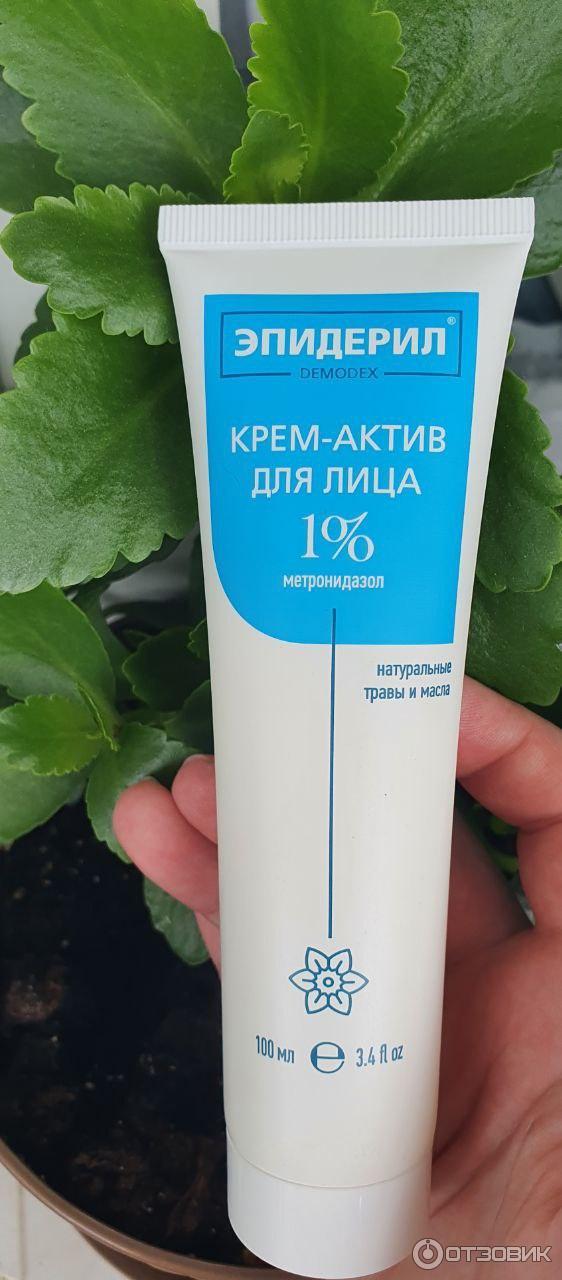 ЭПИДЕРИЛ®
DEMODEX
КРЕМ-АКТИВ
ДЛЯ ЛИЦА
1%
метронидазол
натуральные
травы и масла
100 мл ℮ 3.4 fl oz
ОТЗОВИК